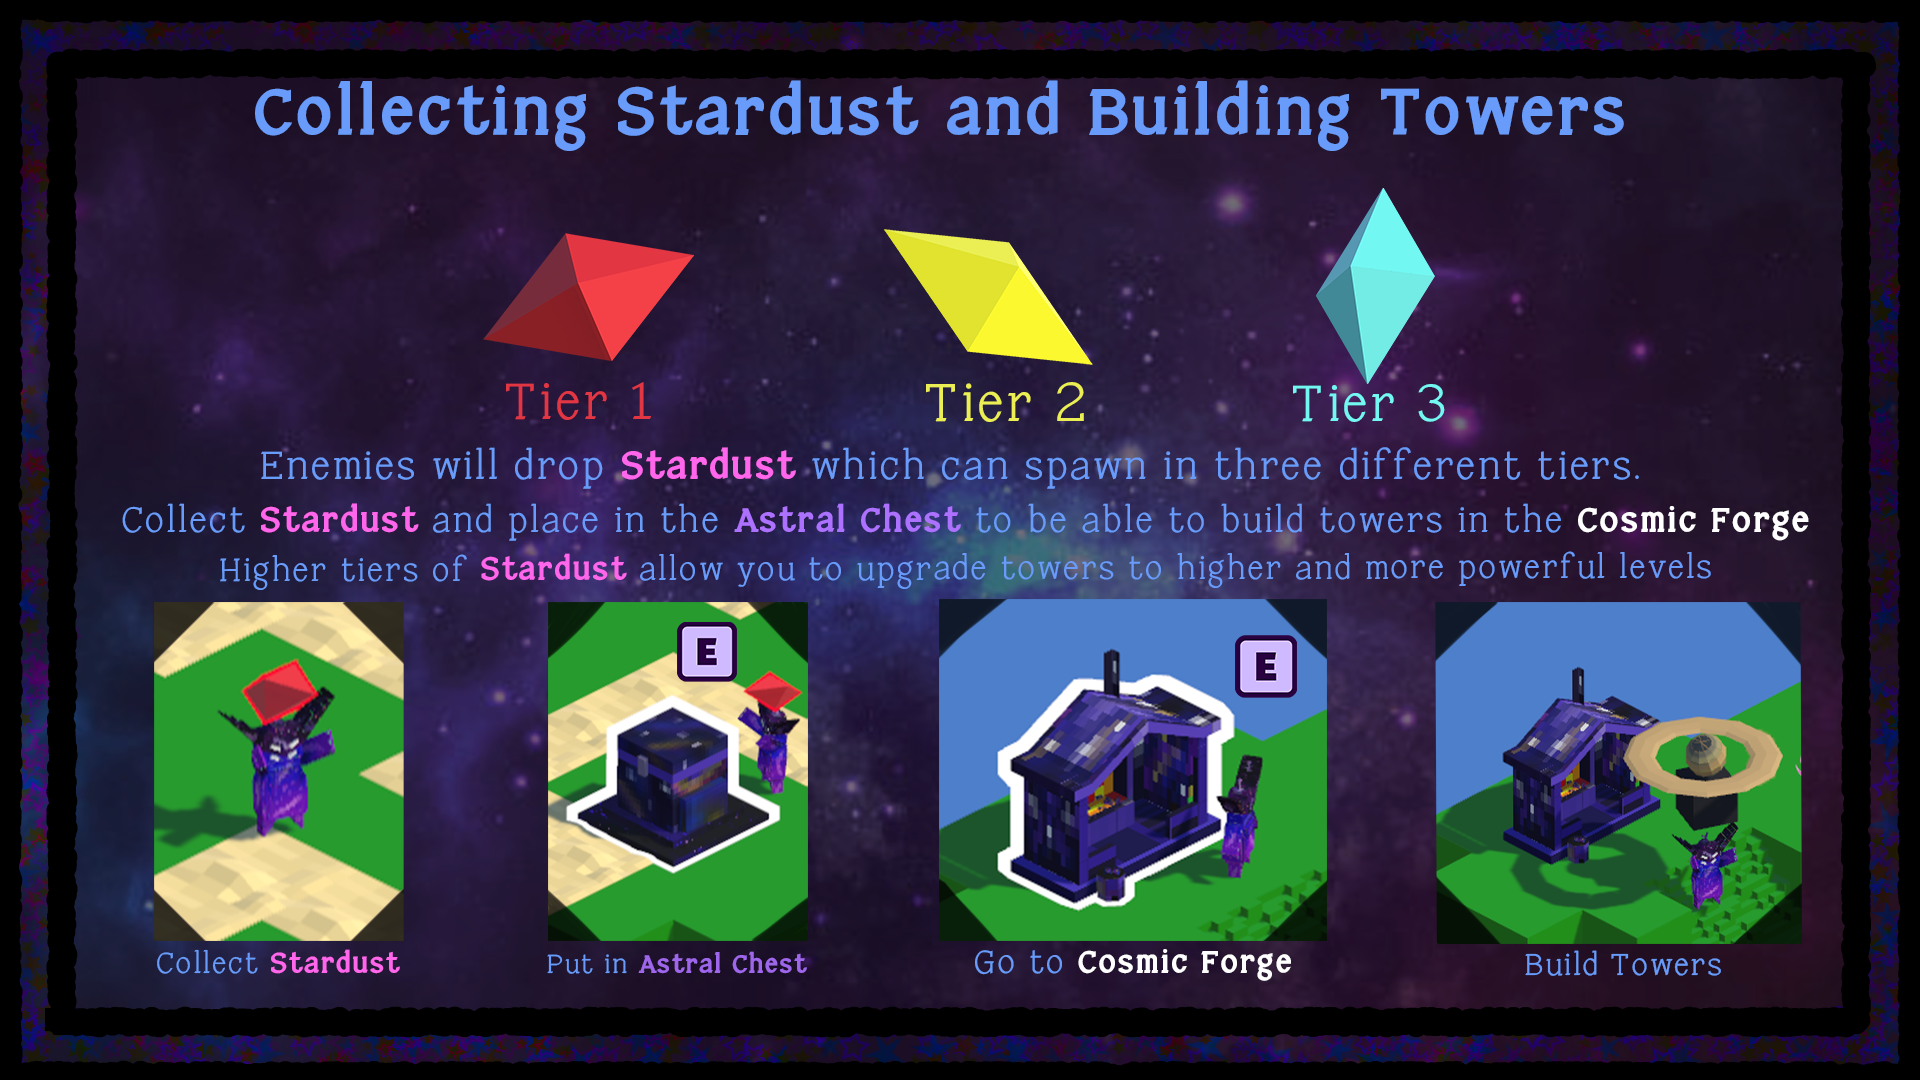 Collecting Stardust and Building Towers
Tier 1
Tier 2
Tier 3
Enemies will drop Stardust which can spawn in three different tiers.
Collect Stardust and place in the Astral Chest to be able to build towers in the Cosmic Forge
Higher tiers of Stardust allow you to upgrade towers to higher and more powerful levels
E
E
Collect Stardust
Put in Astral Chest
Go to Cosmic Forge
Build Towers